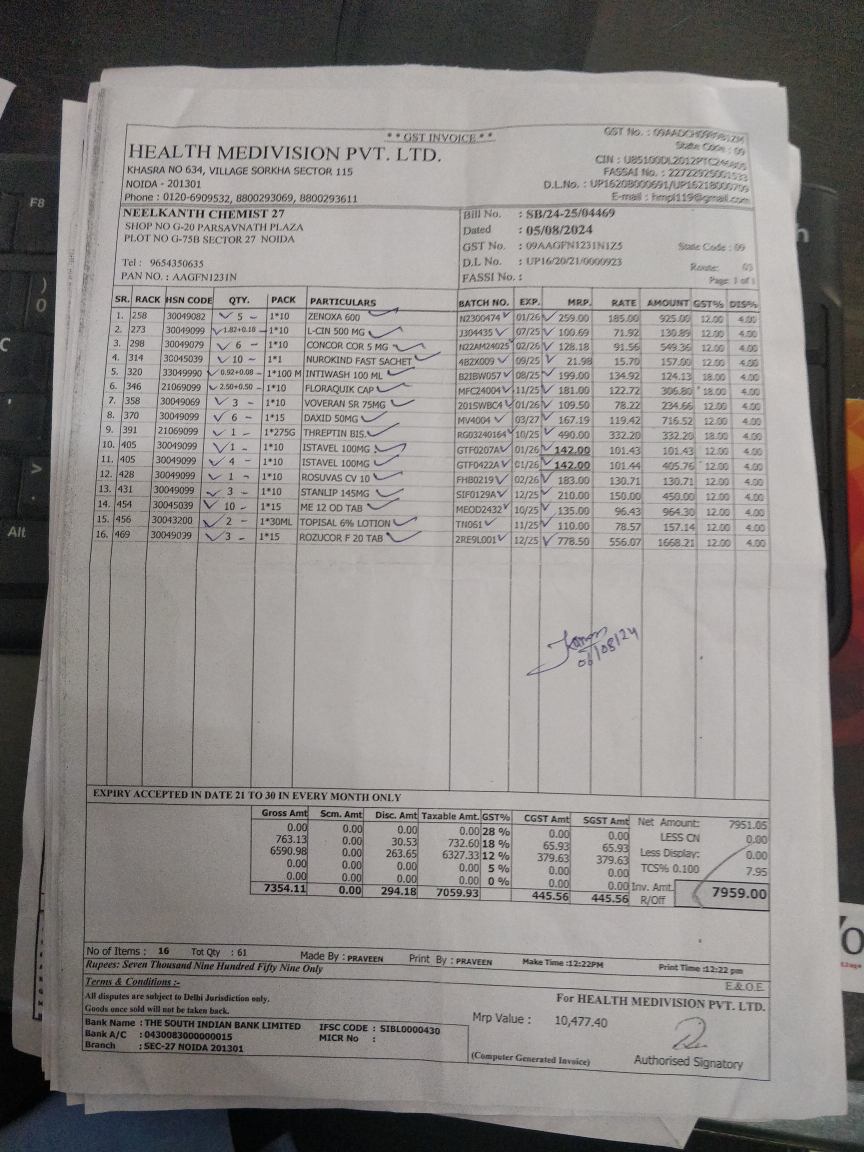 * * GST INVOICE * *
HEALTH MEDIVISION PVT. LTD.
KHASRA NO 634, VILLAGE SORKHA SECTOR 115
NOIDA - 201301
Phone : 0120-6909532, 8800293069, 8800293611
GST No. :
State Code : 09
CIN :
FASSAI No. :
D.L.No. :
E-mail : hmpl119@gmail.com
NEELKANTH CHEMIST 27
SHOP NO G-20 PARSAVNATH PLAZA
PLOT NO G-75B SECTOR 27 NOIDA
Tel : 9654350635
PAN NO. : AAGFN1231N
Bill No. : SB/24-25/04469
Dated : 05/08/2024
GST No. : 09AAGFN1231N1Z5 State Code : 09
D.L No. : UP16/20/21/0000923 Route: 03
FASSI No. : Page: 1 of 1
SR. RACK HSN CODE QTY. PACK PARTICULARS BATCH NO. EXP. MRP. RATE AMOUNT GST% DIS%
1. 258 30049082 5 1*10 ZENOXA 600 N2300474 01/26 259.00 185.00 925.00 12.00 4.00
2. 273 30049099 1.82+0.18 1*10 L-CIN 500 MG J304435 07/25 100.69 71.92 130.89 12.00 4.00
3. 298 30049079 6 1*10 CONCOR COR 5 MG N22AM24025 02/26 128.18 91.56 549.36 12.00 4.00
4. 314 30045039 10 1*1 NUROKIND FAST SACHET 4B2X009 09/25 21.98 15.70 157.00 12.00 4.00
5. 320 33049990 0.92+0.08 1*100 M INTIWASH 100 ML B21BW057 08/25 199.00 134.92 124.13 18.00 4.00
6. 346 21069099 2.50+0.50 1*10 FLORAQUIK CAP MFC24004 11/25 181.00 122.72 306.80 18.00 4.00
7. 358 30049069 3 1*10 VOVERAN SR 75MG 201SWBC4 01/26 109.50 78.22 234.66 12.00 4.00
8. 370 30049099 6 1*15 DAXID 50MG MV4004 03/27 167.19 119.42 716.52 12.00 4.00
9. 391 21069099 1 1*275G THREPTIN BIS. RG03240164 10/25 490.00 332.20 332.20 18.00 4.00
10. 405 30049099 1 1*10 ISTAVEL 100MG GTF0207A 01/26 142.00 101.43 101.43 12.00 4.00
11. 405 30049099 4 1*10 ISTAVEL 100MG GTF0422A 01/26 142.00 101.44 405.76 12.00 4.00
12. 428 30049099 1 1*10 ROSUVAS CV 10 FHB0219 02/26 183.00 130.71 130.71 12.00 4.00
13. 431 30049099 3 1*10 STANLIP 145MG SIF0129A 12/25 210.00 150.00 450.00 12.00 4.00
14. 454 30045039 10 1*15 ME 12 OD TAB MEOD2432 10/25 135.00 96.43 964.30 12.00 4.00
15. 456 30043200 2 1*30ML TOPISAL 6% LOTION TN061 11/25 110.00 78.57 157.14 12.00 4.00
16. 469 30049099 3 1*15 ROZUCOR F 20 TAB 2RE9L001 12/25 778.50 556.07 1668.21 12.00 4.00
06/08/24
EXPIRY ACCEPTED IN DATE 21 TO 30 IN EVERY MONTH ONLY
Gross Amt Scm. Amt Disc. Amt Taxable Amt. GST% CGST Amt SGST Amt
0.00 0.00 0.00 0.00 28 % 0.00 0.00
763.13 0.00 30.53 732.60 18 % 65.93 65.93
6590.98 0.00 263.65 6327.33 12 % 379.63 379.63
0.00 0.00 0.00 0.00 5 % 0.00 0.00
0.00 0.00 0.00 0.00 0 % 0.00 0.00
7354.11 0.00 294.18 7059.93 445.56 445.56
Net Amount: 7951.05
LESS CN 0.00
Less Display: 0.00
TCS% 0.100 7.95
Inv. Amt. R/Off 7959.00
No of Items : 16 Tot Qty : 61 Made By : PRAVEEN Print By : PRAVEEN Make Time :12:22PM Print Time :12:22 pm
Rupees: Seven Thousand Nine Hundred Fifty Nine Only
Terms & Conditions :- E.& O.E.
All disputes are subject to Delhi Jurisdiction only.
Goods once sold will not be taken back.
For HEALTH MEDIVISION PVT. LTD.
Mrp Value : 10,477.40
Bank Name : THE SOUTH INDIAN BANK LIMITED IFSC CODE : SIBL0000430
Bank A/C : 0430083000000015 MICR No :
Branch : SEC-27 NOIDA 201301
(Computer Generated Invoice)
Authorised Signatory
F8
Alt